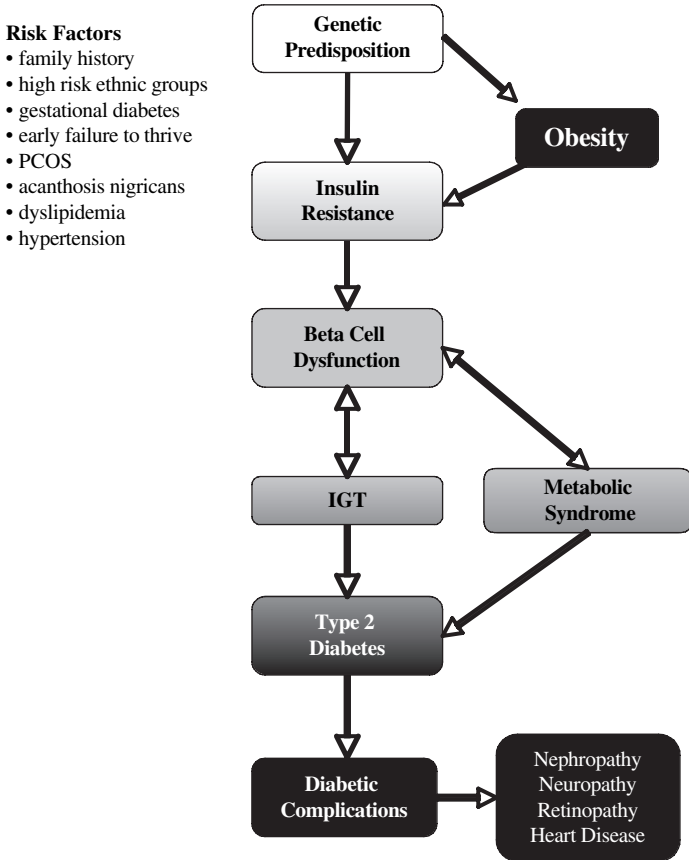 Risk Factors
• family history
• high risk ethnic groups
• gestational diabetes
• early failure to thrive
• PCOS
• acanthosis nigricans
• dyslipidemia
• hypertension
Genetic
Predisposition
Obesity
Insulin
Resistance
Beta Cell
Dysfunction
IGT
Metabolic
Syndrome
Type 2
Diabetes
Diabetic
Complications
Nephropathy
Neuropathy
Retinopathy
Heart Disease